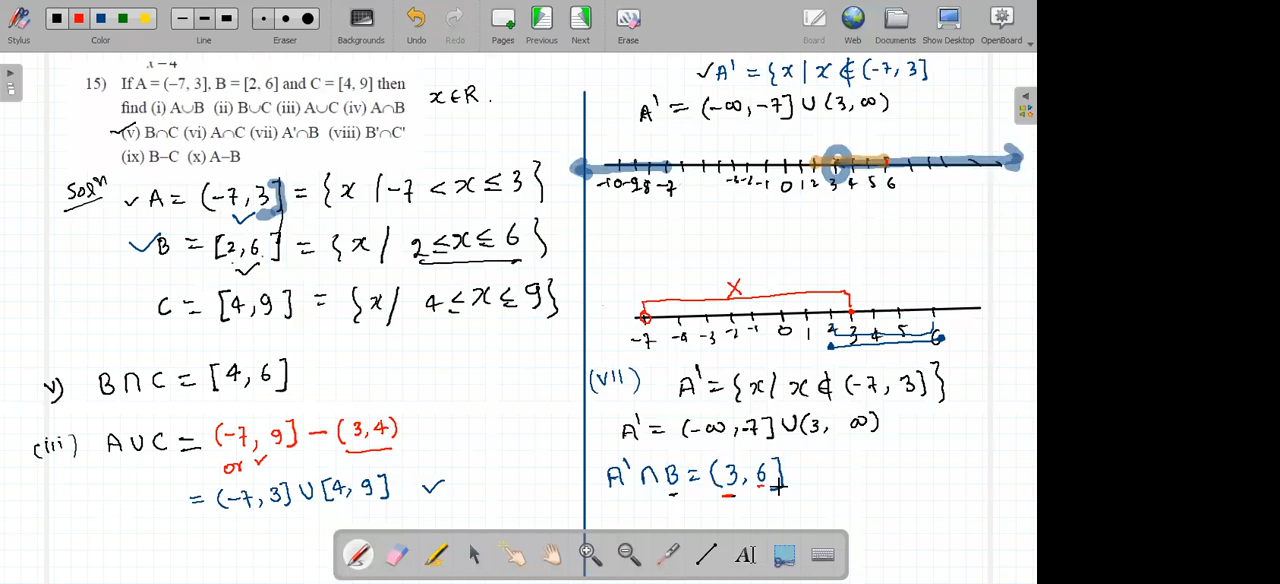 Stylus Color Line Eraser Backgrounds Undo Redo Pages Previous Next Erase Board Web Documents Show Desktop OpenBoard
x−4
15) If A = (−7, 3], B = [2, 6] and C = [4, 9] then
find (i) A∪B (ii) B∪C (iii) A∪C (iv) A∩B
(v) B∩C (vi) A∩C (vii) A'∩B (viii) B'∩C'
(ix) B−C (x) A−B
x∈R.
Solⁿ
✓ A = (-7, 3] = {x / -7 < x ≤ 3}
✓ B = [2, 6] = {x / 2 ≤ x ≤ 6}
C = [4, 9] = {x / 4 ≤ x ≤ 9}
v) B∩C = [4, 6]
(iii) A∪C = (-7, 9] − (3, 4)
or ✓
= (-7, 3] ∪ [4, 9] ✓
✓A' = {x / x ∉ (-7, 3]
A' = (-∞, -7] ∪ (3, ∞)
-10 -9 -8 -7 -3 -2 -1 0 1 2 3 4 5 6
X
-7 -4 -3 -2 -1 0 1 2 3 4 5 6
(vii) A' = {x / x ∉ (-7, 3]}
A' = (-∞, -7] ∪ (3, ∞)
A' ∩ B = (3, 6]